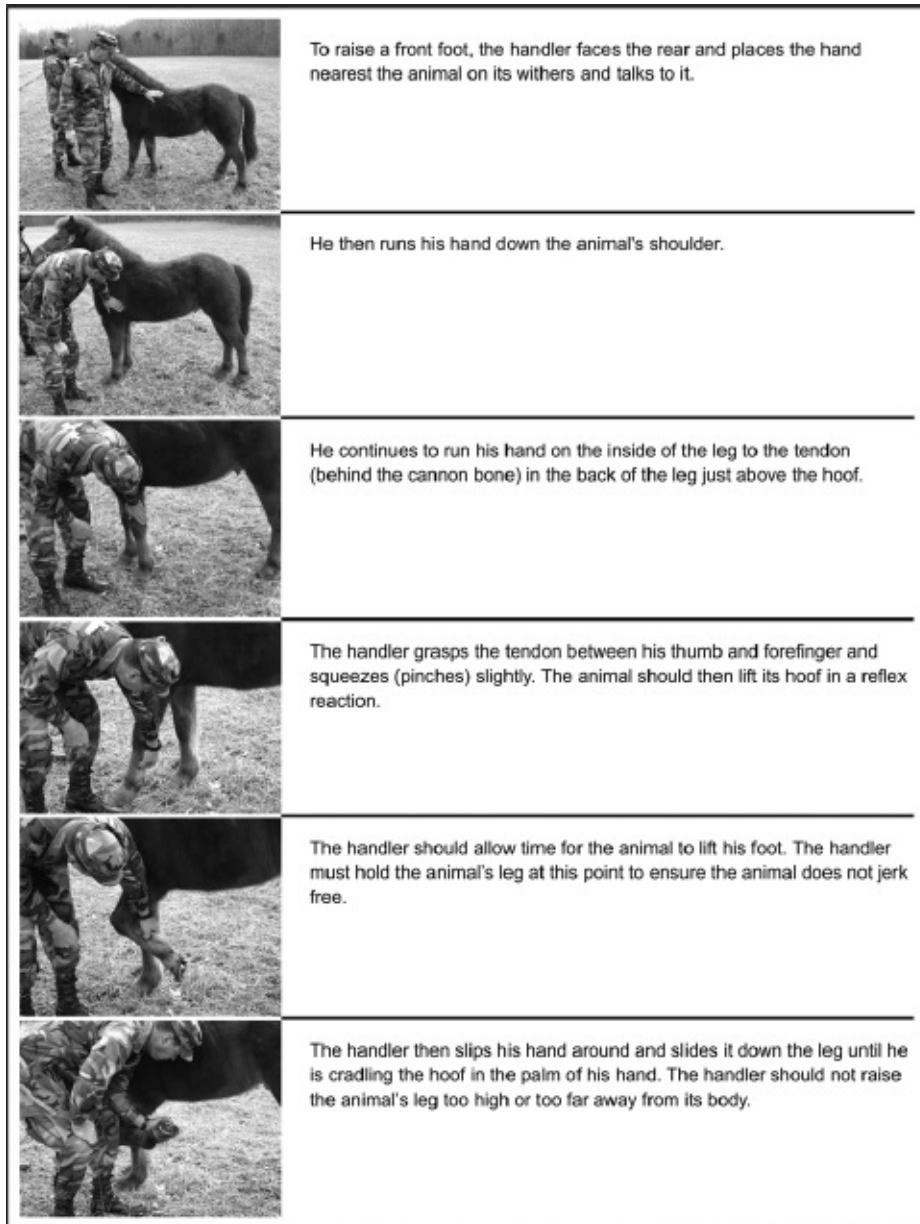 To raise a front foot, the handler faces the rear and places the hand
nearest the animal on its withers and talks to it.
He then runs his hand down the animal's shoulder.
He continues to run his hand on the inside of the leg to the tendon
(behind the cannon bone) in the back of the leg just above the hoof.
The handler grasps the tendon between his thumb and forefinger and
squeezes (pinches) slightly. The animal should then lift its hoof in a reflex
reaction.
The handler should allow time for the animal to lift his foot. The handler
must hold the animal's leg at this point to ensure the animal does not jerk
free.
The handler then slips his hand around and slides it down the leg until he
is cradling the hoof in the palm of his hand. The handler should not raise
the animal's leg too high or too far away from its body.